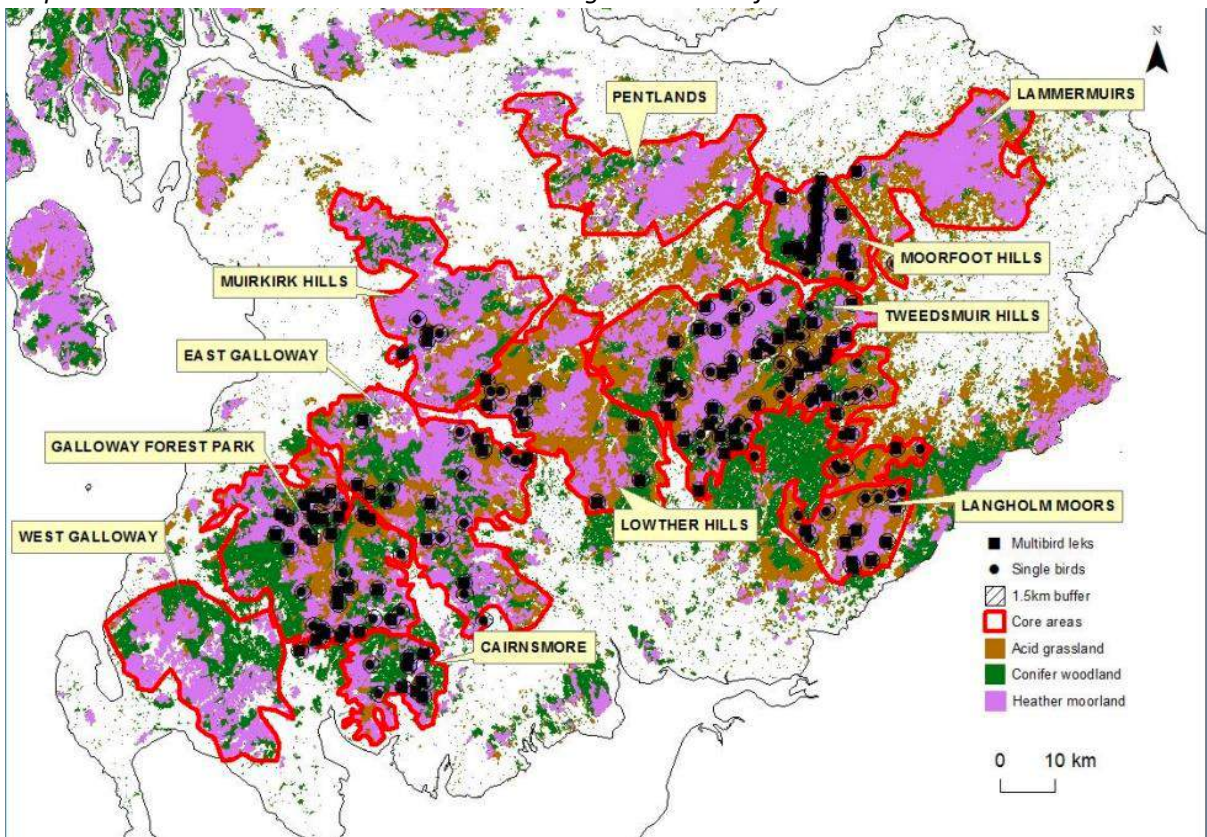 N
PENTLANDS
LAMMERMUIRS
MOORFOOT HILLS
MUIRKIRK HILLS
TWEEDSMUIR HILLS
EAST GALLOWAY
GALLOWAY FOREST PARK
LANGHOLM MOORS
LOWTHER HILLS
WEST GALLOWAY
CAIRNSMORE
Multibird leks
Single birds
1.5km buffer
Core areas
Acid grassland
Conifer woodland
Heather moorland
0 10 km